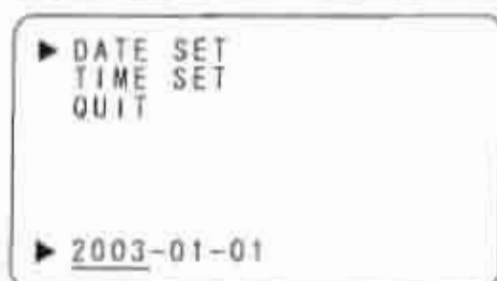 ▶ DATE SET
TIME SET
QUIT
▶ 2003-01-01